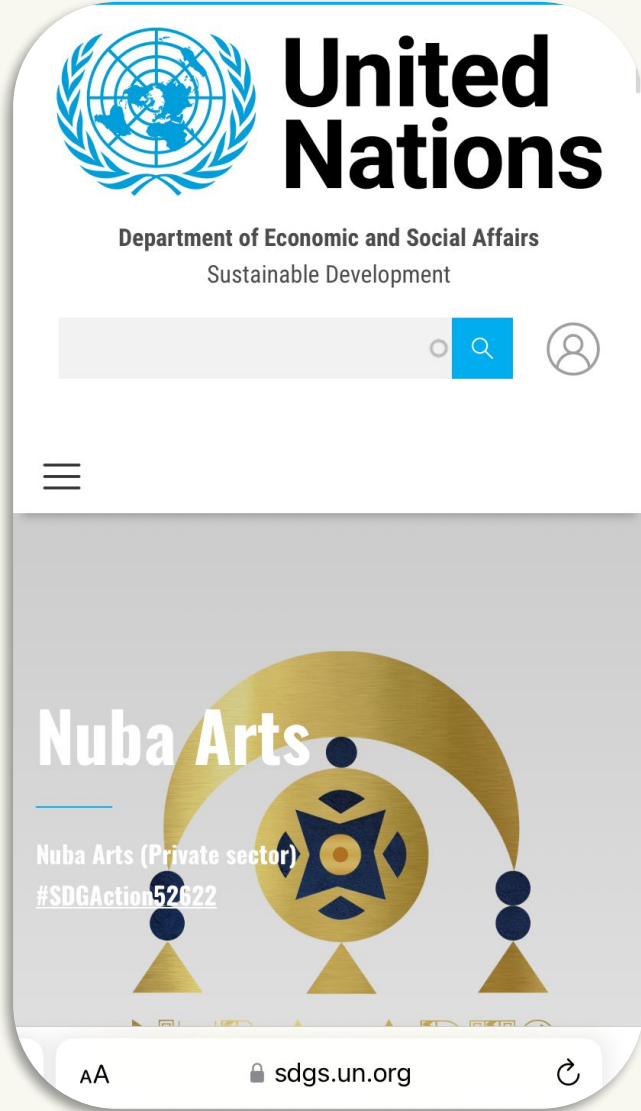 United
Nations
Department of Economic and Social Affairs
Sustainable Development
Nuba Arts
Nuba Arts (Private sector)
#SDGAction52622
AA
sdgs.un.org